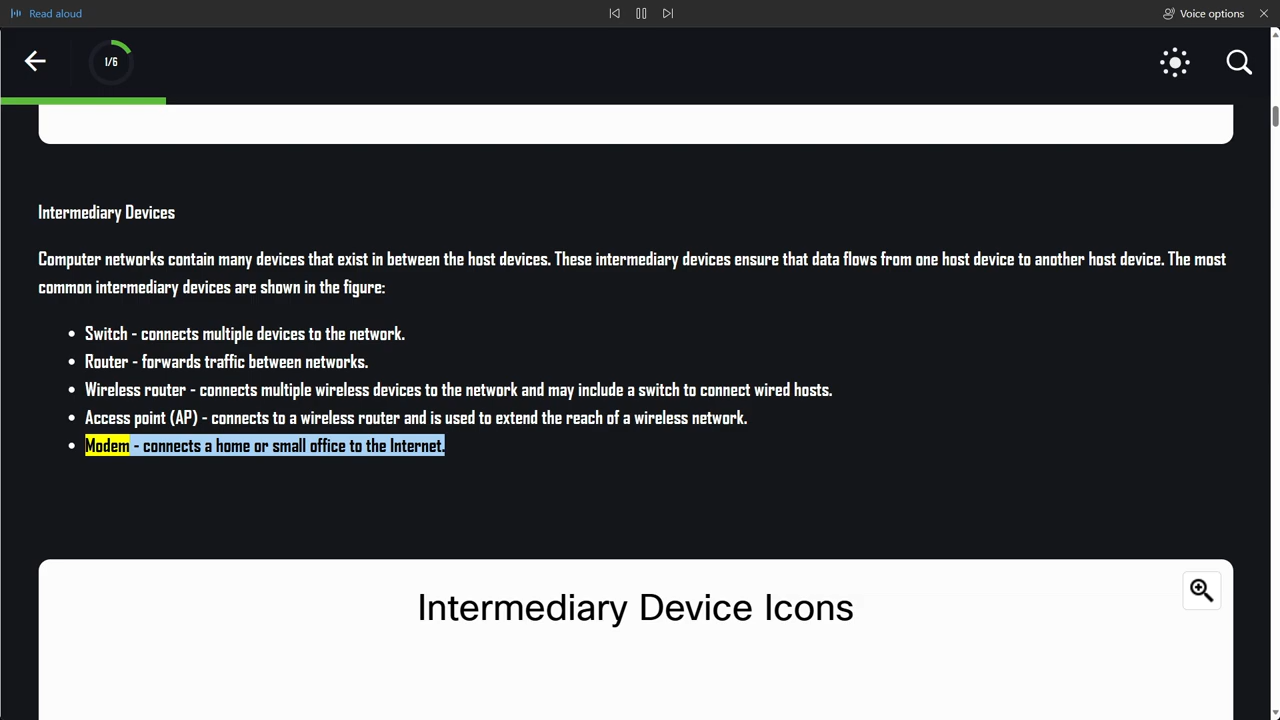 Read aloud
Voice options
1/6
Intermediary Devices
Computer networks contain many devices that exist in between the host devices. These intermediary devices ensure that data flows from one host device to another host device. The most
common intermediary devices are shown in the figure:
• Switch - connects multiple devices to the network.
• Router - forwards traffic between networks.
• Wireless router - connects multiple wireless devices to the network and may include a switch to connect wired hosts.
• Access point (AP) - connects to a wireless router and is used to extend the reach of a wireless network.
• Modem - connects a home or small office to the Internet.
Intermediary Device Icons